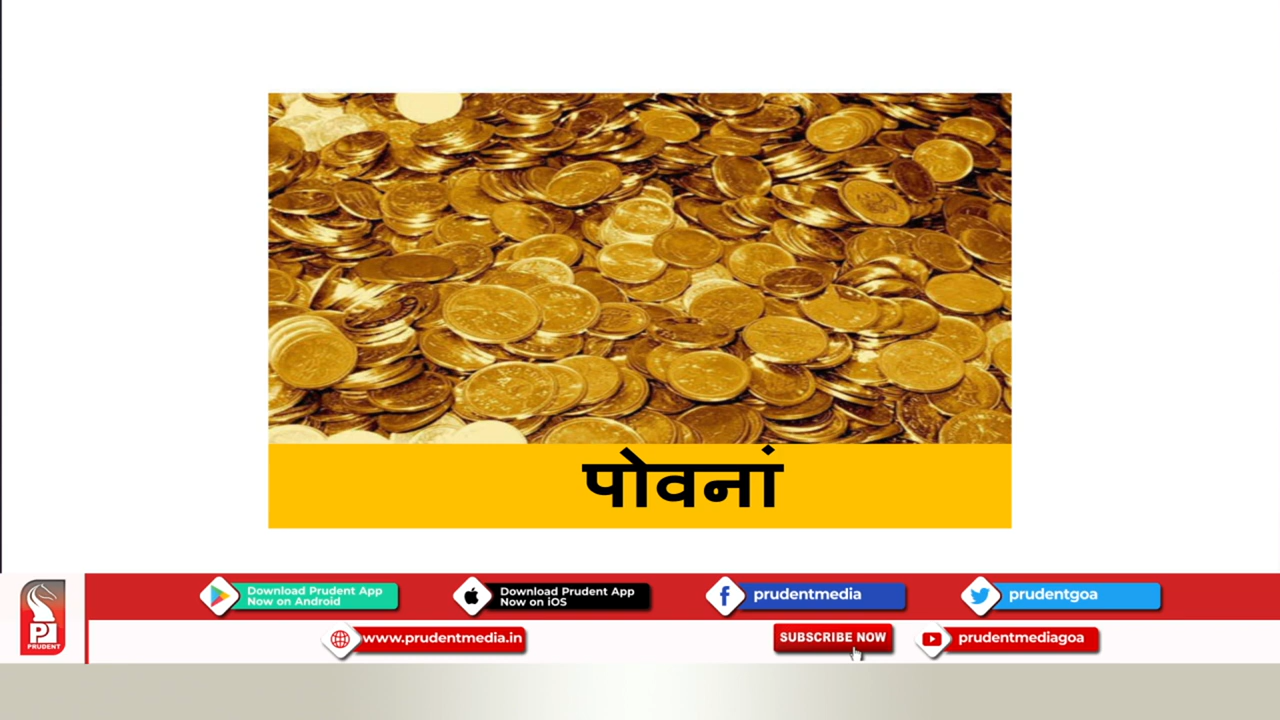 पोवनां
Download Prudent App
Now on Android
Download Prudent App
Now on iOS
prudentmedia
prudentgoa
PRUDENT
www.prudentmedia.in
SUBSCRIBE NOW
prudentmediagoa